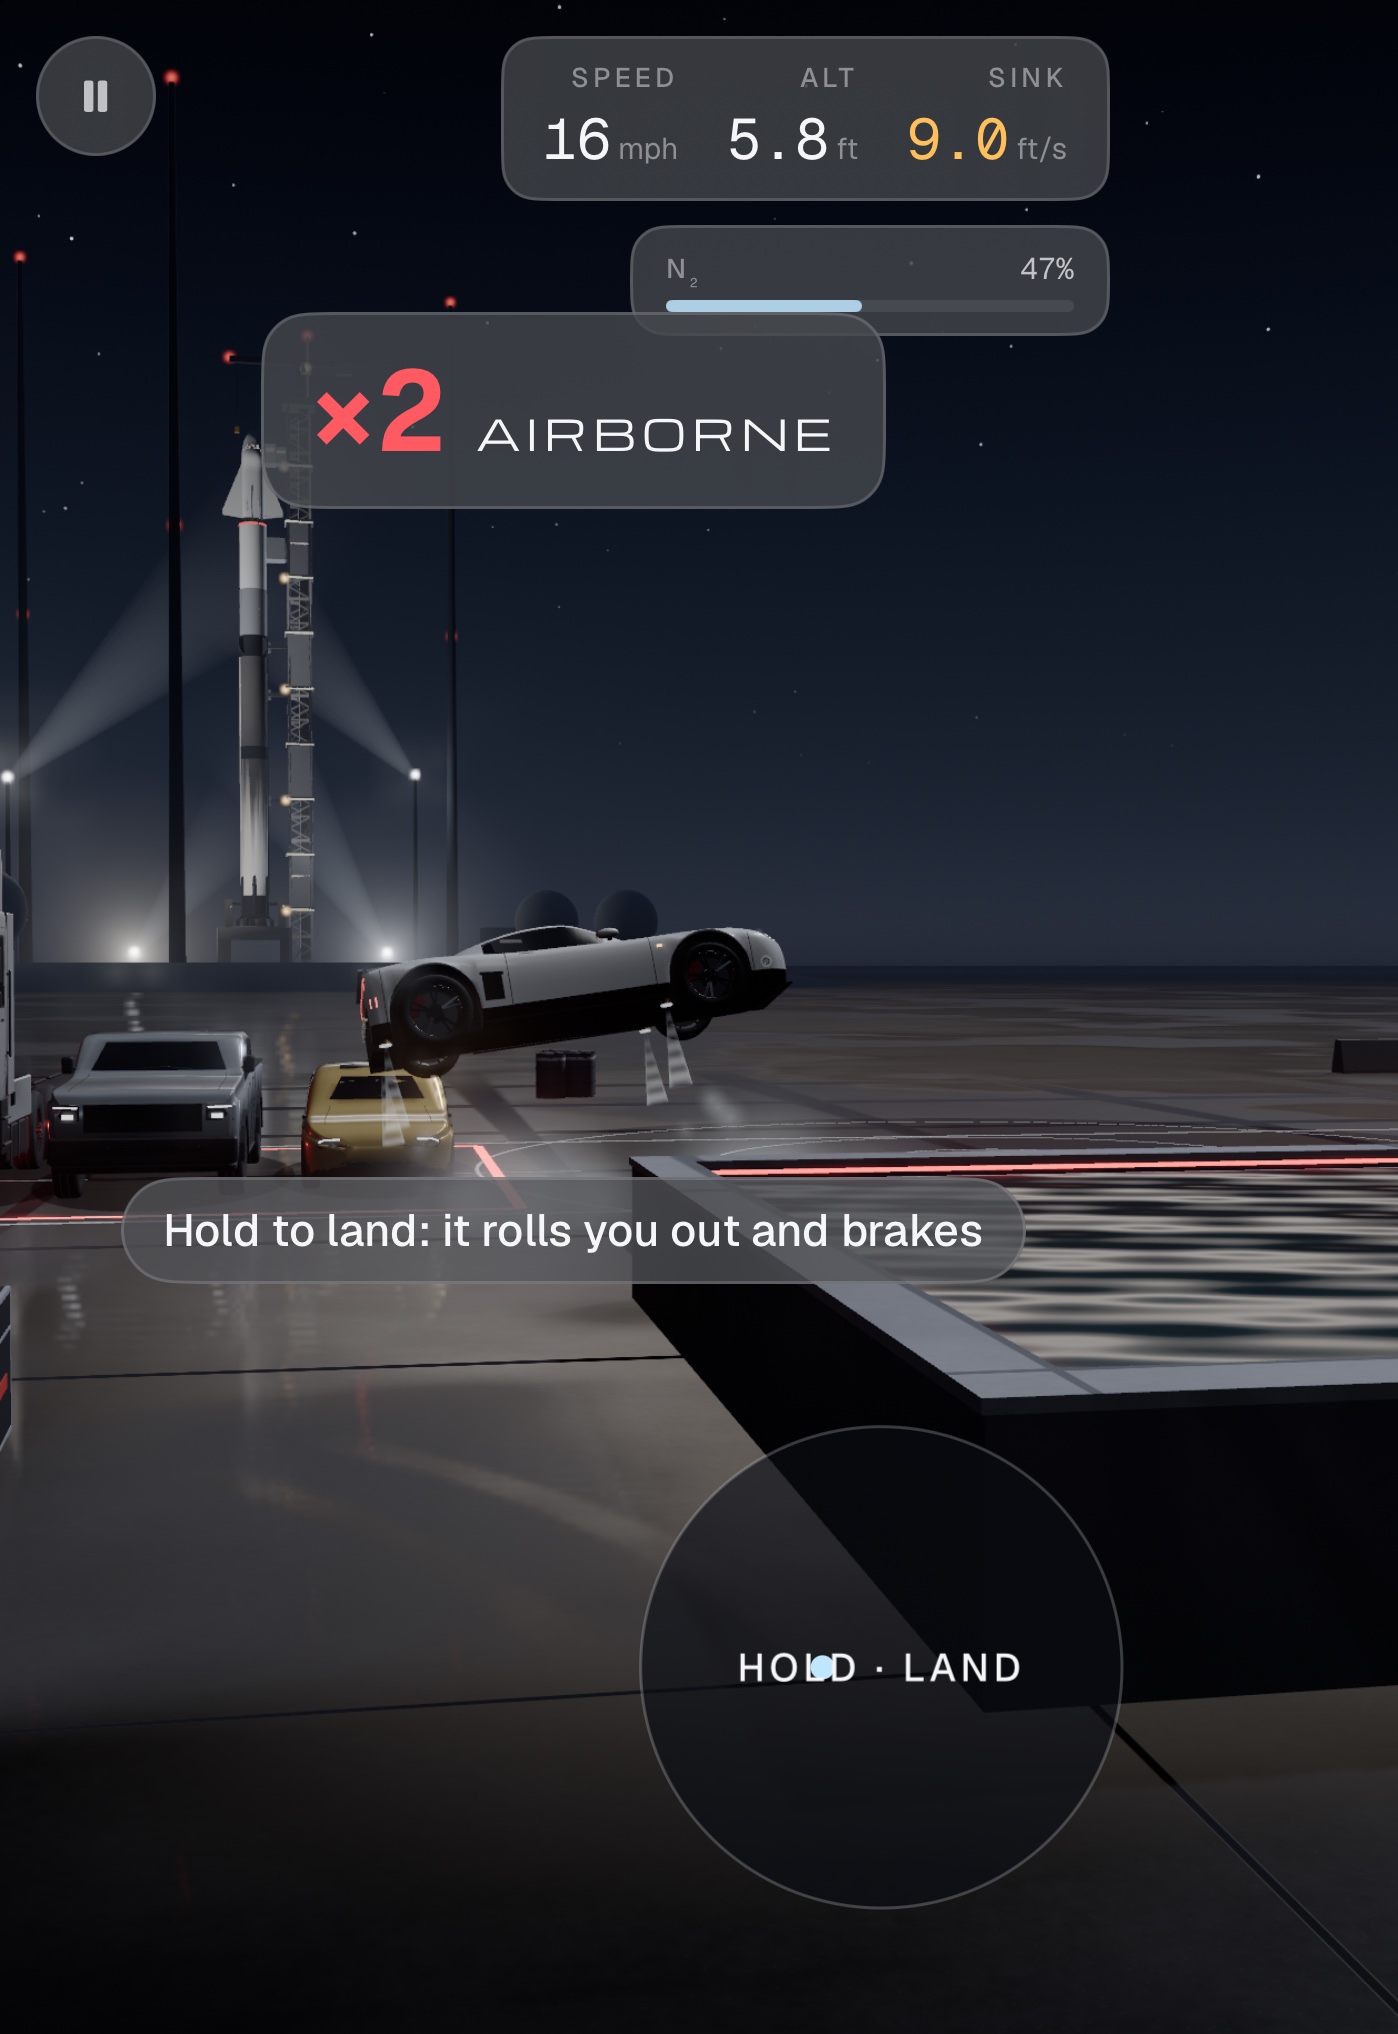 SPEED ALT SINK
16 mph 5.8 ft 9.0 ft/s
N₂ 47%
×2 AIRBORNE
Hold to land: it rolls you out and brakes
HOLD · LAND